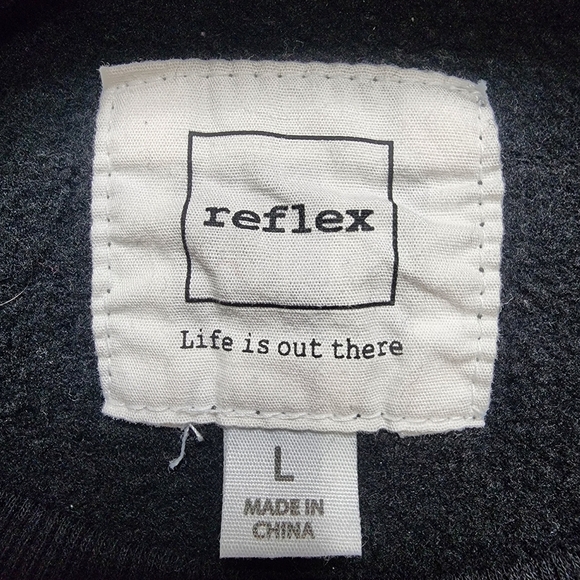 reflex
Life is out there
L
MADE IN
CHINA